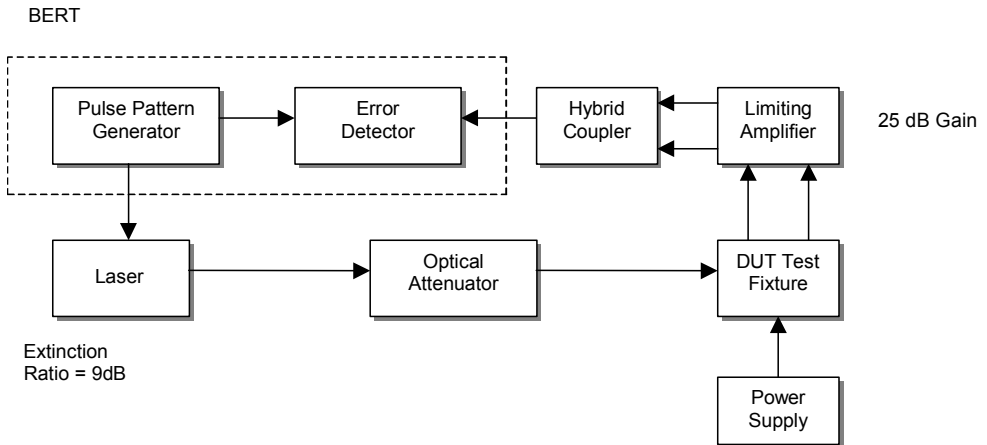 BERT
Pulse Pattern
Generator
Error
Detector
Hybrid
Coupler
Limiting
Amplifier
25 dB Gain
Laser
Optical
Attenuator
DUT Test
Fixture
Extinction
Ratio = 9dB
Power
Supply